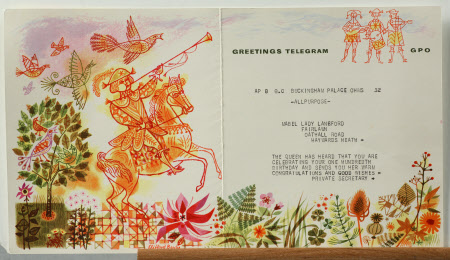 GREETINGS TELEGRAM GPO
AP B O.C BUCKINGHAM PALACE OHMS 32
-ALLPURPOSE-
MABEL LADY LANGFORD
FAIRLAWN
CATHALL ROAD
HAYWARDS HEATH +
THE QUEEN HAS HEARD THAT YOU ARE
CELEBRATING YOUR ONE HUNDREDTH
BIRTHDAY AND SENDS YOU HER WARM
CONGRATULATIONS AND GOOD WISHES +
PRIVATE SECRETARY +